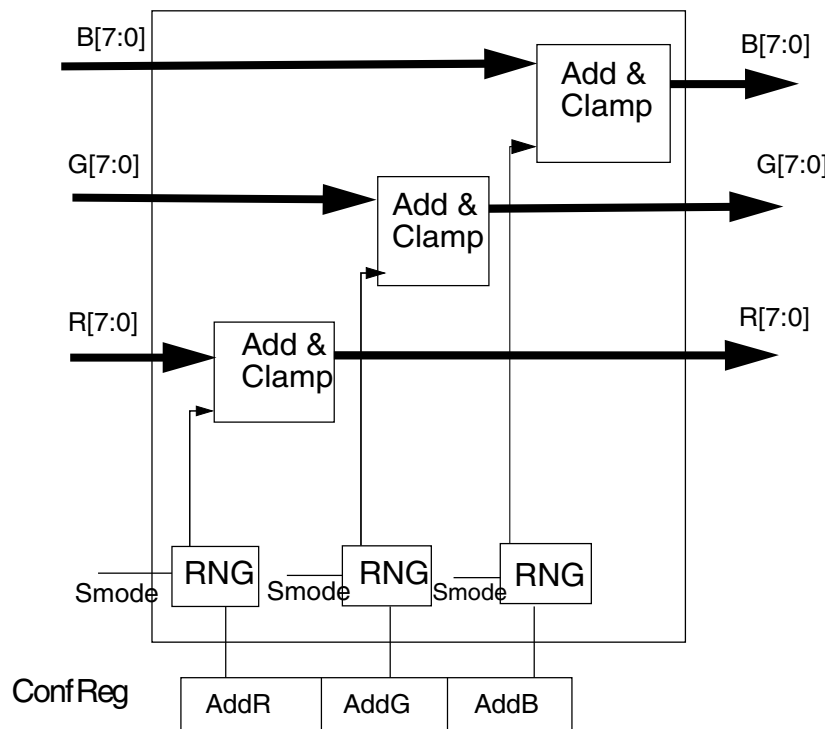 B[7:0]
B[7:0]
Add &
Clamp
G[7:0]
G[7:0]
Add &
Clamp
R[7:0]
R[7:0]
Add &
Clamp
RNG
RNG
RNG
Smode
Smode
Smode
ConfReg
AddR
AddG
AddB